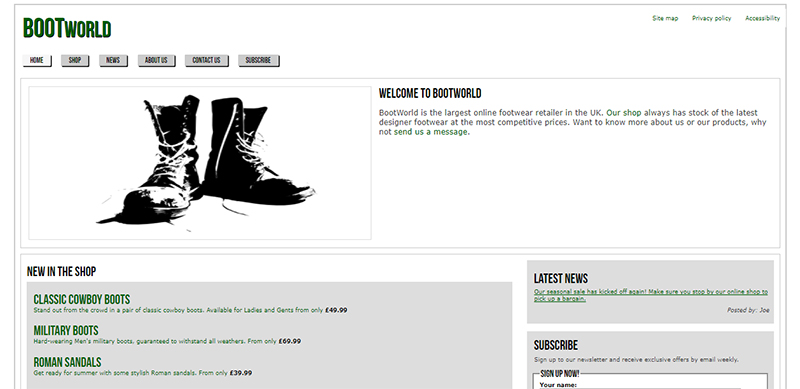 BOOTWORLD
Site map Privacy policy Accessibility
HOME SHOP NEWS ABOUT US CONTACT US SUBSCRIBE
WELCOME TO BOOTWORLD
BootWorld is the largest online footwear retailer in the UK. Our shop always has stock of the latest
designer footwear at the most competitive prices. Want to know more about us or our products, why
not send us a message.
NEW IN THE SHOP
CLASSIC COWBOY BOOTS
Stand out from the crowd in a pair of classic cowboy boots. Available for Ladies and Gents from only £49.99
MILITARY BOOTS
Hard-wearing Men's military boots, guaranteed to withstand all weathers. From only £69.99
ROMAN SANDALS
Get ready for summer with some stylish Roman sandals. From only £39.99
LATEST NEWS
Our seasonal sale has kicked off again! Make sure you stop by our online shop to
pick up a bargain.
Posted by: Joe
SUBSCRIBE
Sign up to our newsletter and receive exclusive offers by email weekly.
SIGN UP NOW!
Your name: